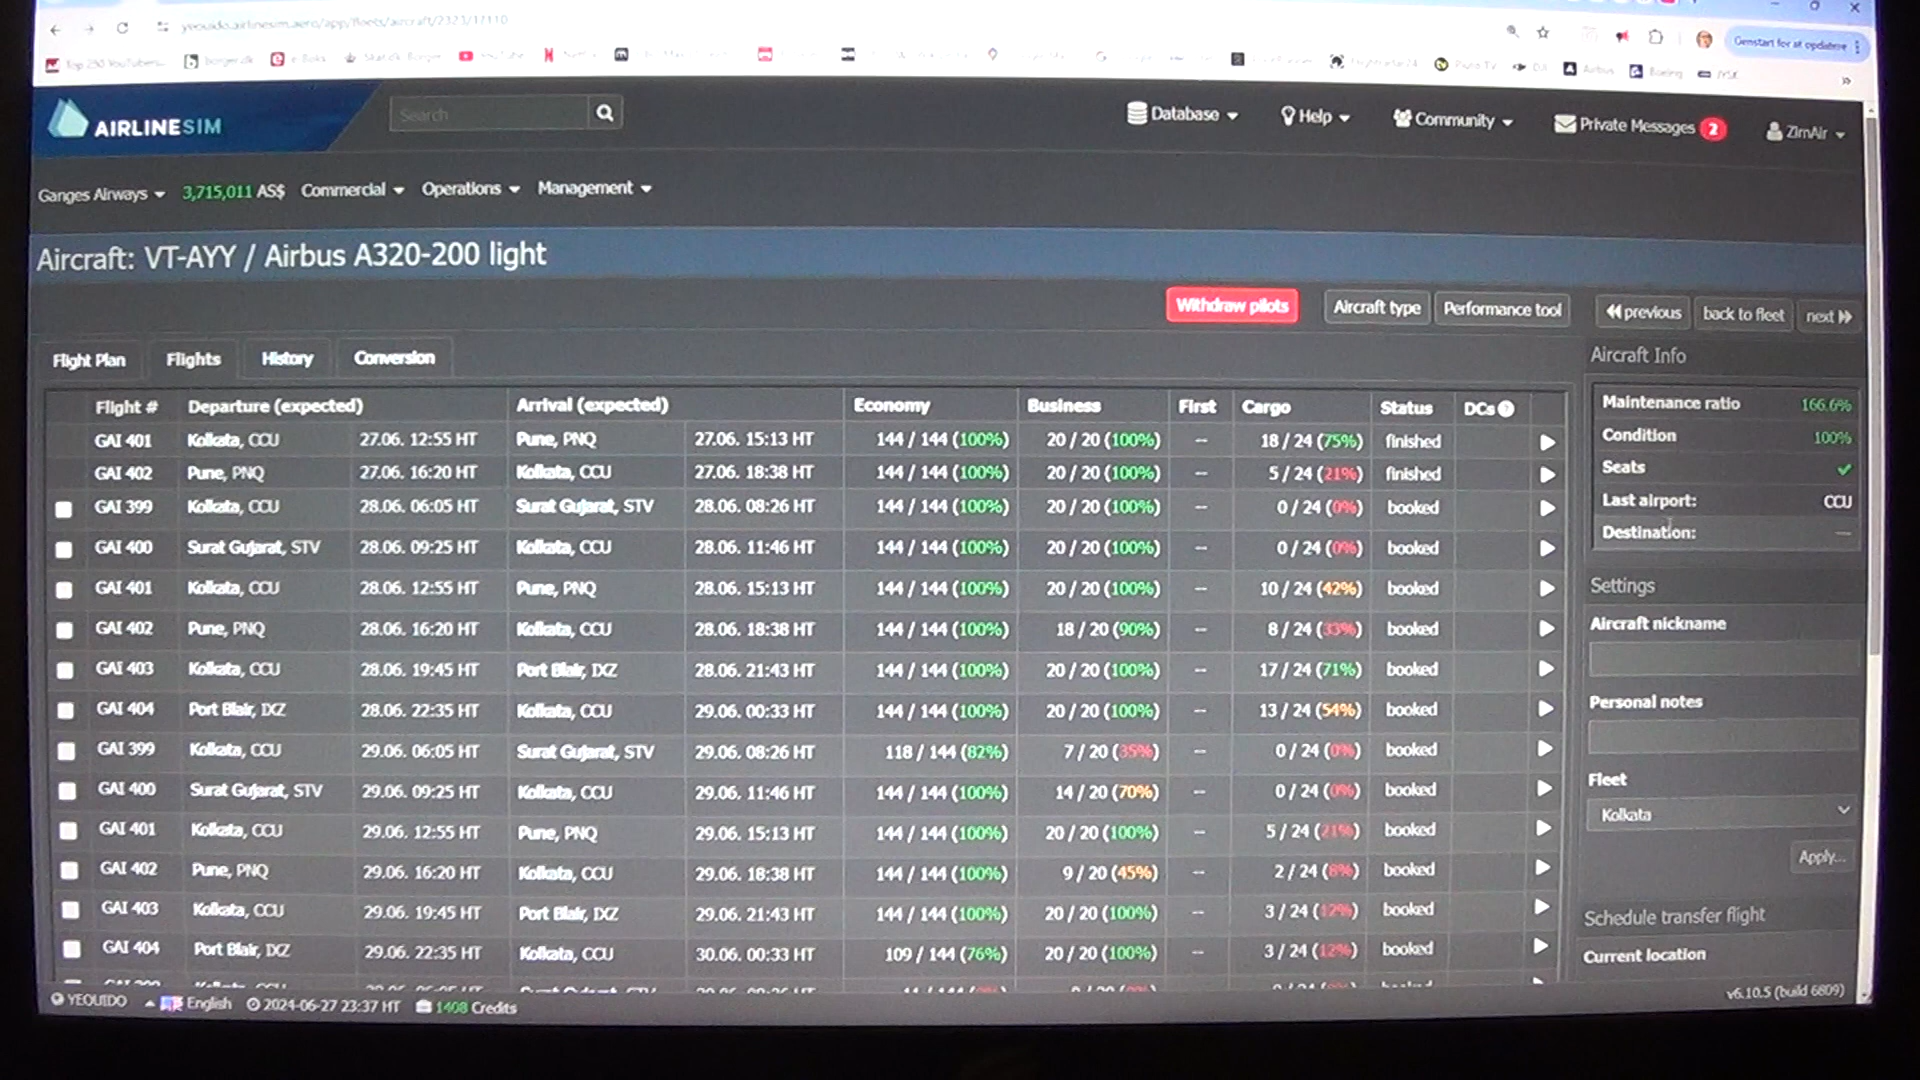 Genstart for at opdatere
Airbus
Boeing
AIRLINESIM
Search
Database
Help
Community
Private Messages 2
ZimAir
Ganges Airways 3,715,011 AS$ Commercial Operations Management
Aircraft: VT-AYY / Airbus A320-200 light
Withdraw pilots Aircraft type Performance tool previous back to fleet next
Flight Plan Flights History Conversion
Flight # Departure (expected) Arrival (expected) Economy Business First Cargo Status DCs
GAI 401 Kolkata, CCU 27.06. 12:55 HT Pune, PNQ 27.06. 15:13 HT 144 / 144 (100%) 20 / 20 (100%) -- 18 / 24 (75%) finished
GAI 402 Pune, PNQ 27.06. 16:20 HT Kolkata, CCU 27.06. 18:38 HT 144 / 144 (100%) 20 / 20 (100%) -- 5 / 24 (21%) finished
GAI 399 Kolkata, CCU 28.06. 06:05 HT Surat Gujarat, STV 28.06. 08:26 HT 144 / 144 (100%) 20 / 20 (100%) -- 0 / 24 (0%) booked
GAI 400 Surat Gujarat, STV 28.06. 09:25 HT Kolkata, CCU 28.06. 11:46 HT 144 / 144 (100%) 20 / 20 (100%) -- 0 / 24 (0%) booked
GAI 401 Kolkata, CCU 28.06. 12:55 HT Pune, PNQ 28.06. 15:13 HT 144 / 144 (100%) 20 / 20 (100%) -- 10 / 24 (42%) booked
GAI 402 Pune, PNQ 28.06. 16:20 HT Kolkata, CCU 28.06. 18:38 HT 144 / 144 (100%) 18 / 20 (90%) -- 8 / 24 (33%) booked
GAI 403 Kolkata, CCU 28.06. 19:45 HT Port Blair, IXZ 28.06. 21:43 HT 144 / 144 (100%) 20 / 20 (100%) -- 17 / 24 (71%) booked
GAI 404 Port Blair, IXZ 28.06. 22:35 HT Kolkata, CCU 29.06. 00:33 HT 144 / 144 (100%) 20 / 20 (100%) -- 13 / 24 (54%) booked
GAI 399 Kolkata, CCU 29.06. 06:05 HT Surat Gujarat, STV 29.06. 08:26 HT 118 / 144 (82%) 7 / 20 (35%) -- 0 / 24 (0%) booked
GAI 400 Surat Gujarat, STV 29.06. 09:25 HT Kolkata, CCU 29.06. 11:46 HT 144 / 144 (100%) 14 / 20 (70%) -- 0 / 24 (0%) booked
GAI 401 Kolkata, CCU 29.06. 12:55 HT Pune, PNQ 29.06. 15:13 HT 144 / 144 (100%) 20 / 20 (100%) -- 5 / 24 (21%) booked
GAI 402 Pune, PNQ 29.06. 16:20 HT Kolkata, CCU 29.06. 18:38 HT 144 / 144 (100%) 9 / 20 (45%) -- 2 / 24 (8%) booked
GAI 403 Kolkata, CCU 29.06. 19:45 HT Port Blair, IXZ 29.06. 21:43 HT 144 / 144 (100%) 20 / 20 (100%) -- 3 / 24 (12%) booked
GAI 404 Port Blair, IXZ 29.06. 22:35 HT Kolkata, CCU 30.06. 00:33 HT 109 / 144 (76%) 20 / 20 (100%) -- 3 / 24 (12%) booked
Aircraft Info
Maintenance ratio 166.6%
Condition 100%
Seats
Last airport: CCU
Destination: --
Settings
Aircraft nickname
Personal notes
Fleet
Kolkata
Apply...
Schedule transfer flight
Current location
YEOUIDO English 2024-06-27 23:37 HT 1408 Credits
v6.10.5 (build 6809)